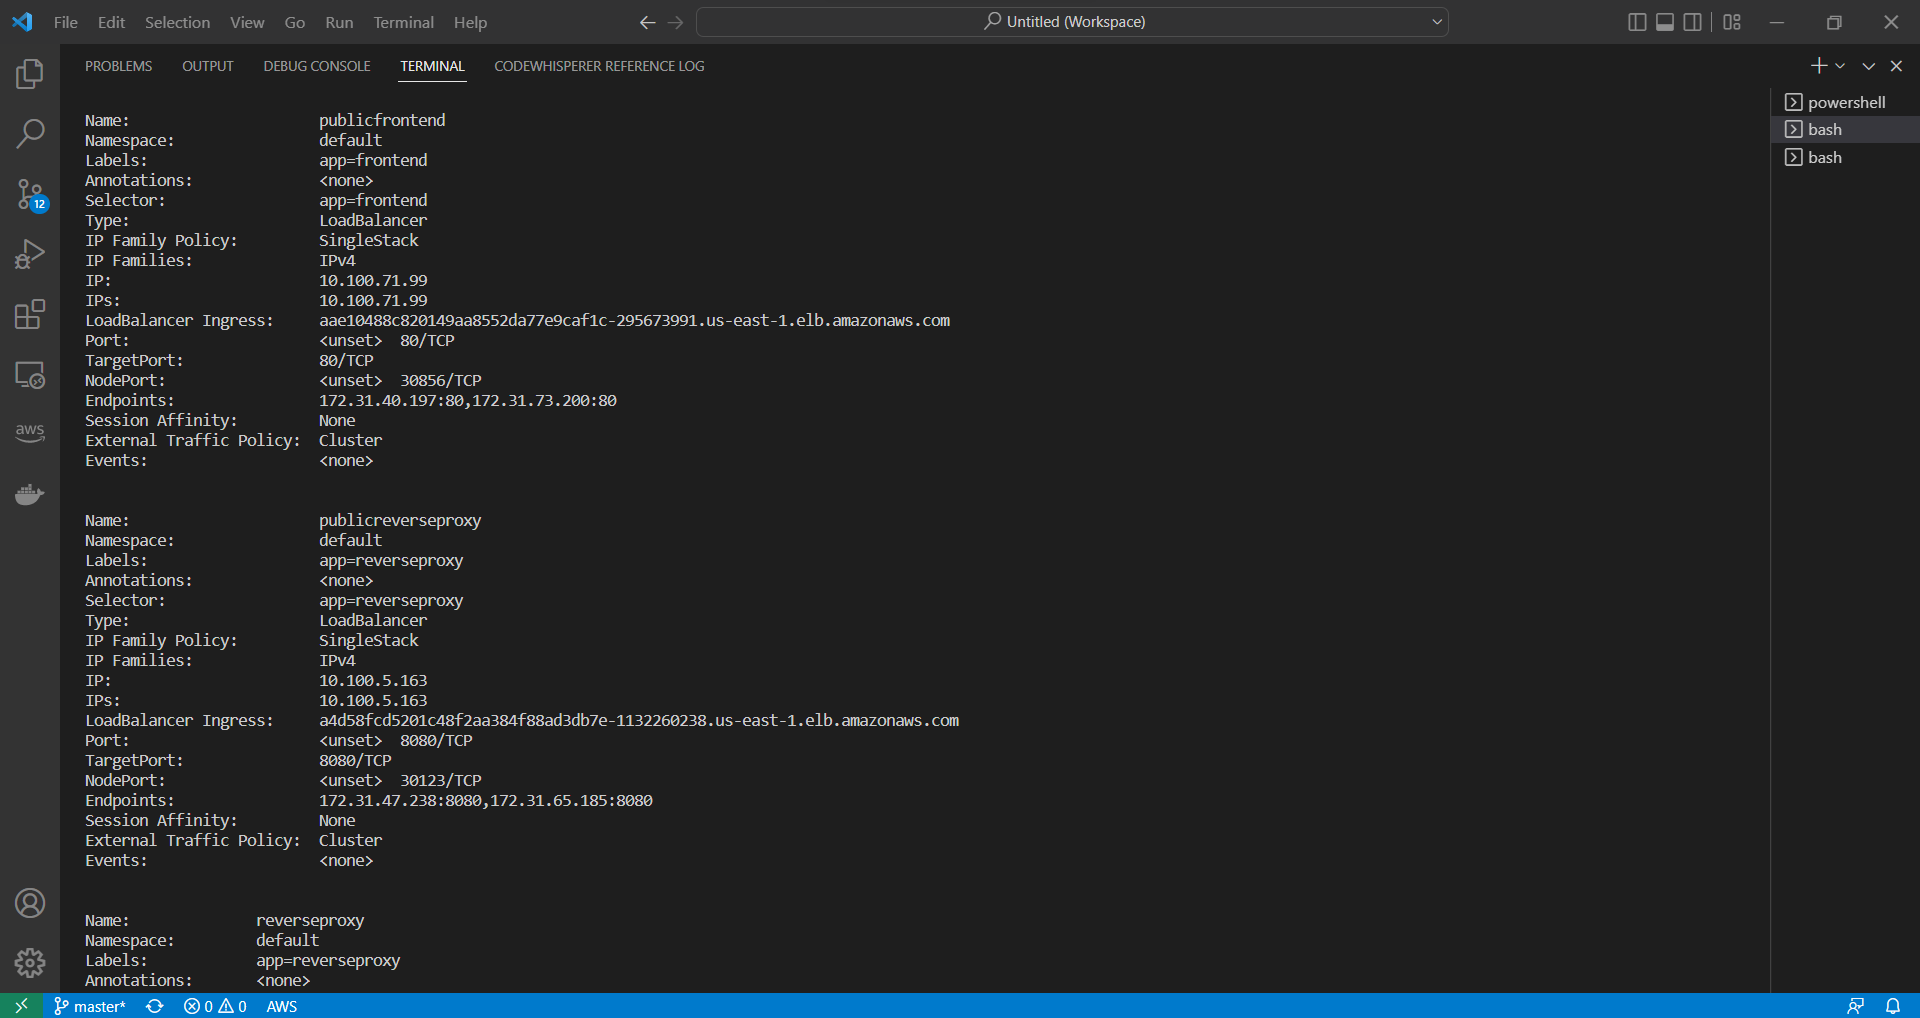 File Edit Selection View Go Run Terminal Help Untitled (Workspace)
PROBLEMS OUTPUT DEBUG CONSOLE TERMINAL CODEWHISPERER REFERENCE LOG
powershell
bash
bash
12
aws
Name: publicfrontend
Namespace: default
Labels: app=frontend
Annotations: <none>
Selector: app=frontend
Type: LoadBalancer
IP Family Policy: SingleStack
IP Families: IPv4
IP: 10.100.71.99
IPs: 10.100.71.99
LoadBalancer Ingress: aae10488c820149aa8552da77e9caf1c-295673991.us-east-1.elb.amazonaws.com
Port: <unset> 80/TCP
TargetPort: 80/TCP
NodePort: <unset> 30856/TCP
Endpoints: 172.31.40.197:80,172.31.73.200:80
Session Affinity: None
External Traffic Policy: Cluster
Events: <none>
Name: publicreverseproxy
Namespace: default
Labels: app=reverseproxy
Annotations: <none>
Selector: app=reverseproxy
Type: LoadBalancer
IP Family Policy: SingleStack
IP Families: IPv4
IP: 10.100.5.163
IPs: 10.100.5.163
LoadBalancer Ingress: a4d58fcd5201c48f2aa384f88ad3db7e-1132260238.us-east-1.elb.amazonaws.com
Port: <unset> 8080/TCP
TargetPort: 8080/TCP
NodePort: <unset> 30123/TCP
Endpoints: 172.31.47.238:8080,172.31.65.185:8080
Session Affinity: None
External Traffic Policy: Cluster
Events: <none>
Name: reverseproxy
Namespace: default
Labels: app=reverseproxy
Annotations: <none>
master* 0 0 AWS